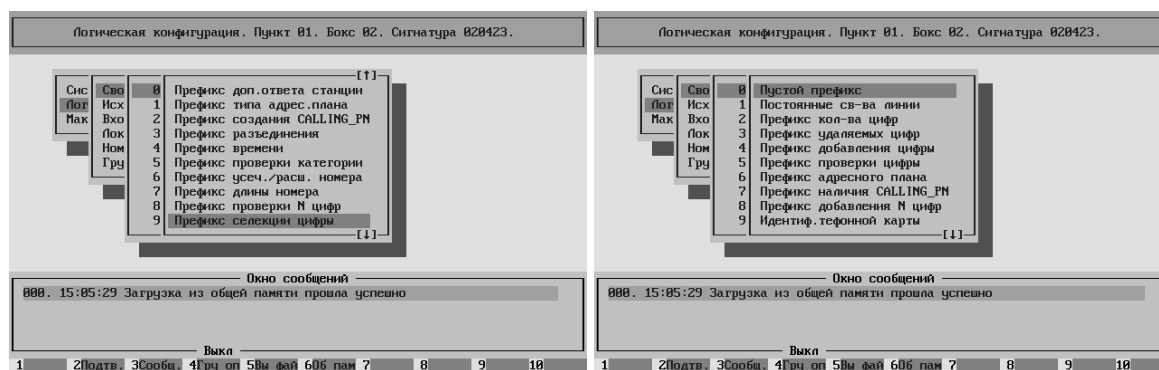 Логическая конфигурация. Пункт 01. Бокс 02. Сигнатура 020423.
[↑]
Сис Сво 0 Префикс доп.ответа станции
Лог Исх 1 Префикс типа адрес.плана
Мак Вхо 2 Префикс создания CALLING_PN
Лок 3 Префикс разъединения
Ном 4 Префикс времени
Гру 5 Префикс проверки категории
6 Префикс усеч./расш. номера
7 Префикс длины номера
8 Префикс проверки N цифр
9 Префикс селекции цифры
[↓]
Окно сообщений
000. 15:05:29 Загрузка из общей памяти прошла успешно
Выкл
1 2Подтв. 3Сообщ. 4Гру оп 5Вы фай 6Об пам 7 8 9 10
Логическая конфигурация. Пункт 01. Бокс 02. Сигнатура 020423.
Сис Сво 0 Пустой префикс
Лог Исх 1 Постоянные св-ва линии
Мак Вхо 2 Префикс кол-ва цифр
Лок 3 Префикс удаляемых цифр
Ном 4 Префикс добавления цифры
Гру 5 Префикс проверки цифры
6 Префикс адресного плана
7 Префикс наличия CALLING_PN
8 Префикс добавления N цифр
9 Идентиф.тефонной карты
[↓]
Окно сообщений
000. 15:05:29 Загрузка из общей памяти прошла успешно
Выкл
1 2Подтв. 3Сообщ. 4Гру оп 5Вы фай 6Об пам 7 8 9 10